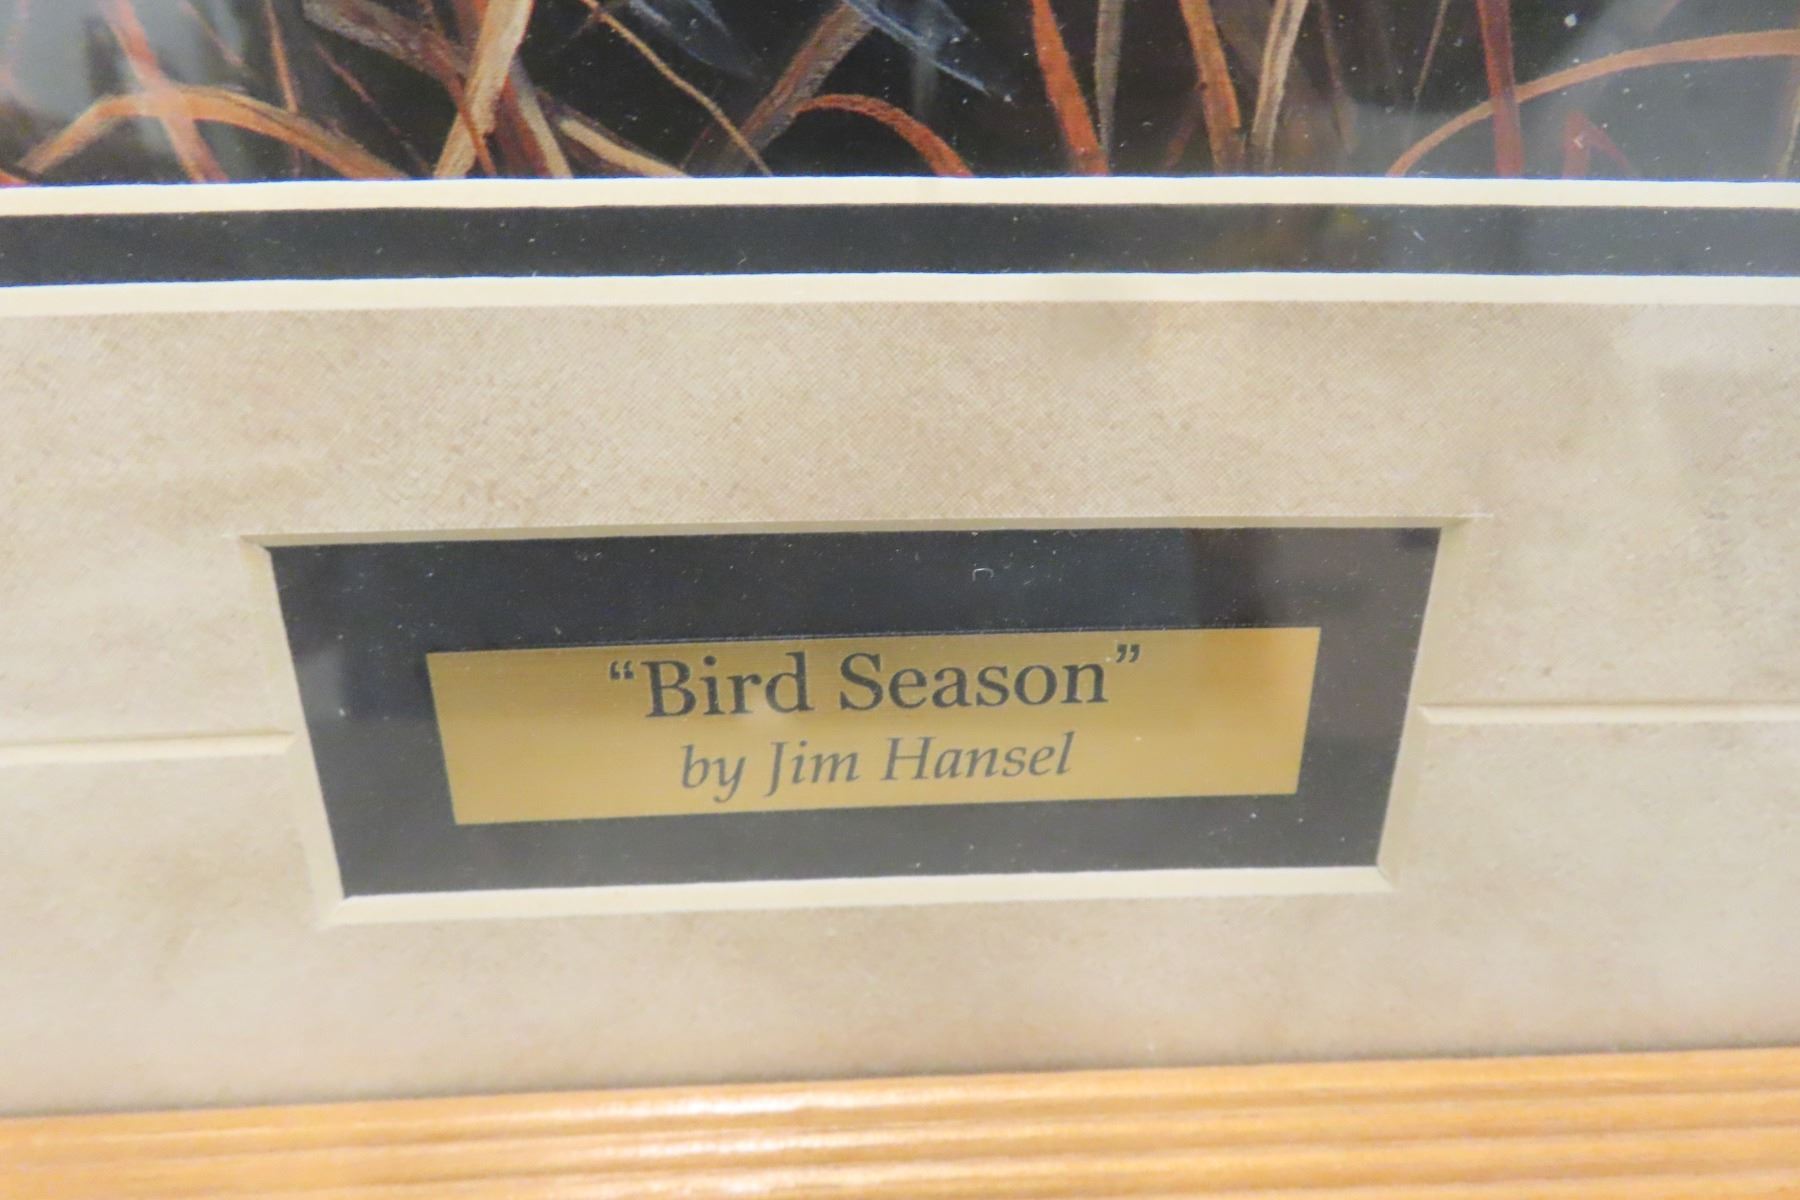 “Bird Season”
by Jim Hansel